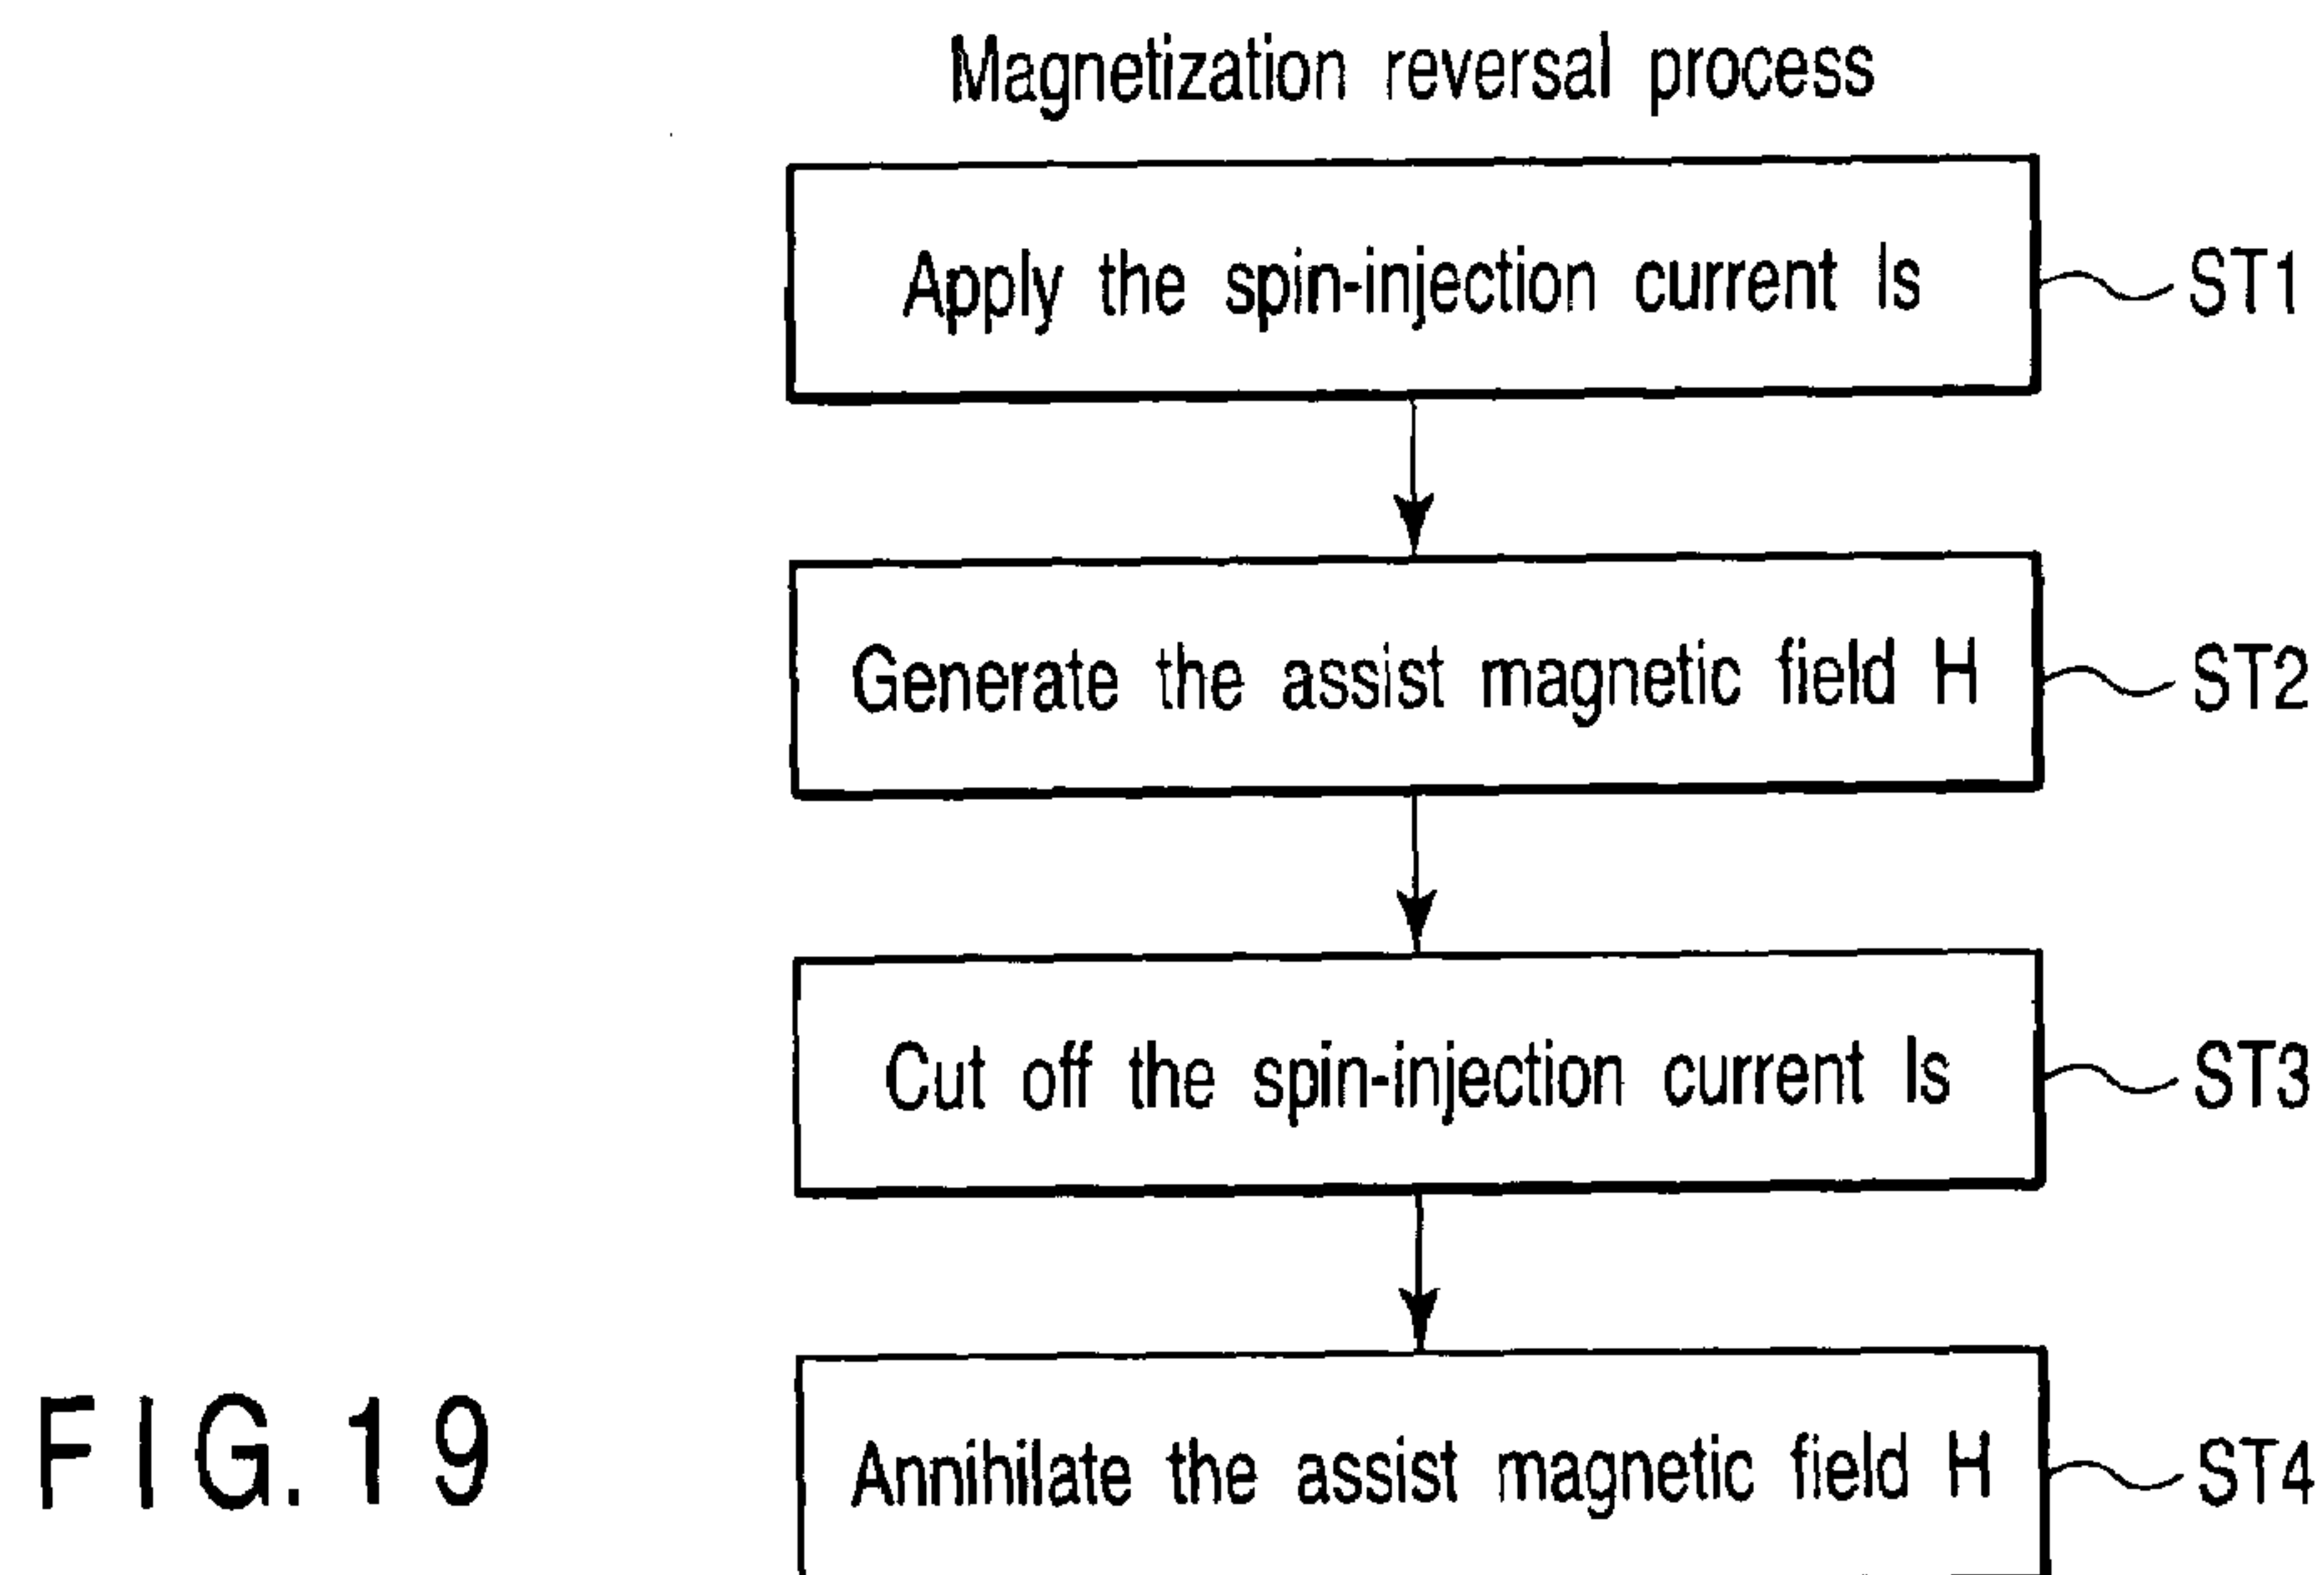 Magnetization reversal process
Apply the spin-injection current Is
ST1
Generate the assist magnetic field H
ST2
Cut off the spin-injection current Is
ST3
Annihilate the assist magnetic field H
ST4
FIG. 19